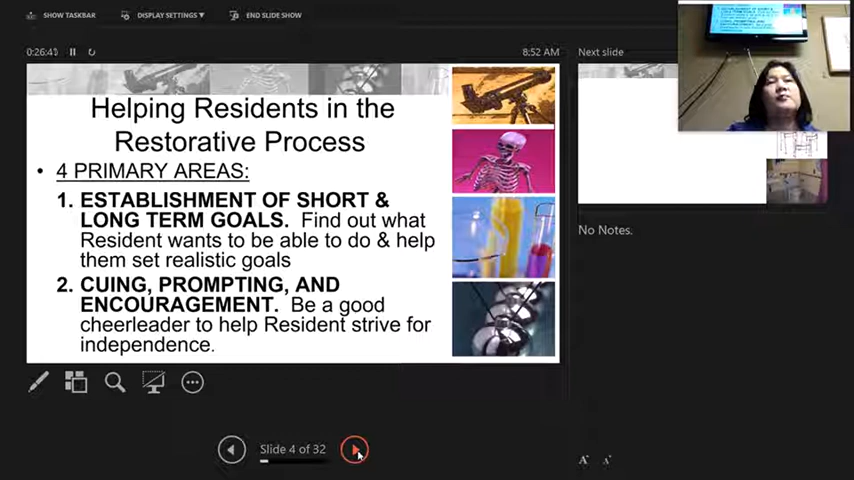 SHOW TASKBAR
DISPLAY SETTINGS ▼
END SLIDE SHOW
0:26:41
8:52 AM
Next slide
Helping Residents in the
Restorative Process
• 4 PRIMARY AREAS:
1. ESTABLISHMENT OF SHORT &
LONG TERM GOALS. Find out what
Resident wants to be able to do & help
them set realistic goals
2. CUING, PROMPTING, AND
ENCOURAGEMENT. Be a good
cheerleader to help Resident strive for
independence.
No Notes.
Slide 4 of 32
A A